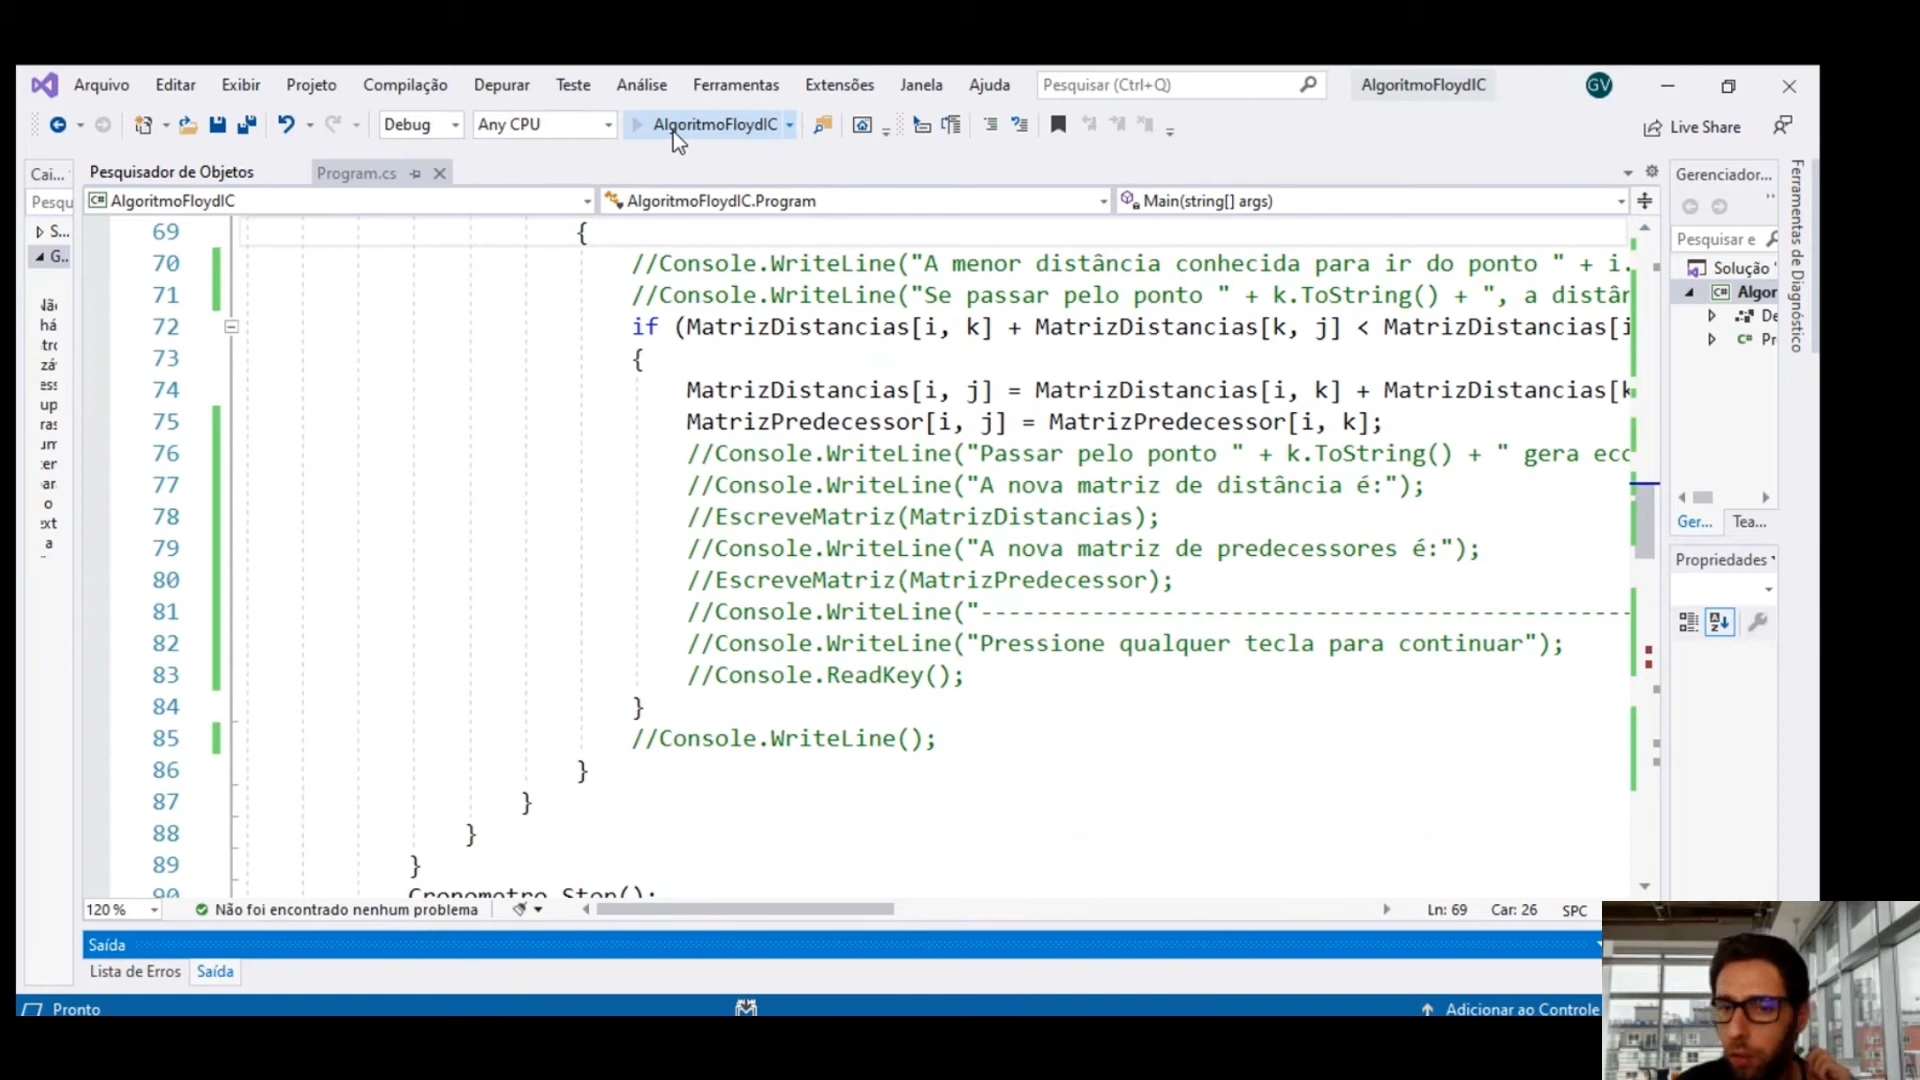 Arquivo Editar Exibir Projeto Compilação Depurar Teste Análise Ferramentas Extensões Janela Ajuda Pesquisar (Ctrl+Q) AlgoritmoFloydIC GV
Debug Any CPU AlgoritmoFloydIC Live Share
Cai... Pesquisador de Objetos Program.cs Gerenciador...
Pesqu AlgoritmoFloydIC AlgoritmoFloydIC.Program Main(string[] args)
Ferramentas de Diagnóstico
S...
G..
Pesquisar e
Solução '
Algor
De
Pr
Ger... Tea...
Propriedades
69 {
70 //Console.WriteLine("A menor distância conhecida para ir do ponto " + i.
71 //Console.WriteLine("Se passar pelo ponto " + k.ToString() + ", a distân
72 if (MatrizDistancias[i, k] + MatrizDistancias[k, j] < MatrizDistancias[i
73 {
74 MatrizDistancias[i, j] = MatrizDistancias[i, k] + MatrizDistancias[k
75 MatrizPredecessor[i, j] = MatrizPredecessor[i, k];
76 //Console.WriteLine("Passar pelo ponto " + k.ToString() + " gera eco
77 //Console.WriteLine("A nova matriz de distância é:");
78 //EscreveMatriz(MatrizDistancias);
79 //Console.WriteLine("A nova matriz de predecessores é:");
80 //EscreveMatriz(MatrizPredecessor);
81 //Console.WriteLine("-----------------------------------------------
82 //Console.WriteLine("Pressione qualquer tecla para continuar");
83 //Console.ReadKey();
84 }
85 //Console.WriteLine();
86 }
87 }
88 }
89 }
90 Cronometro.Stop();
120 % Não foi encontrado nenhum problema Ln: 69 Car: 26 SPC
Saída
Lista de Erros Saída
Pronto Adicionar ao Controle